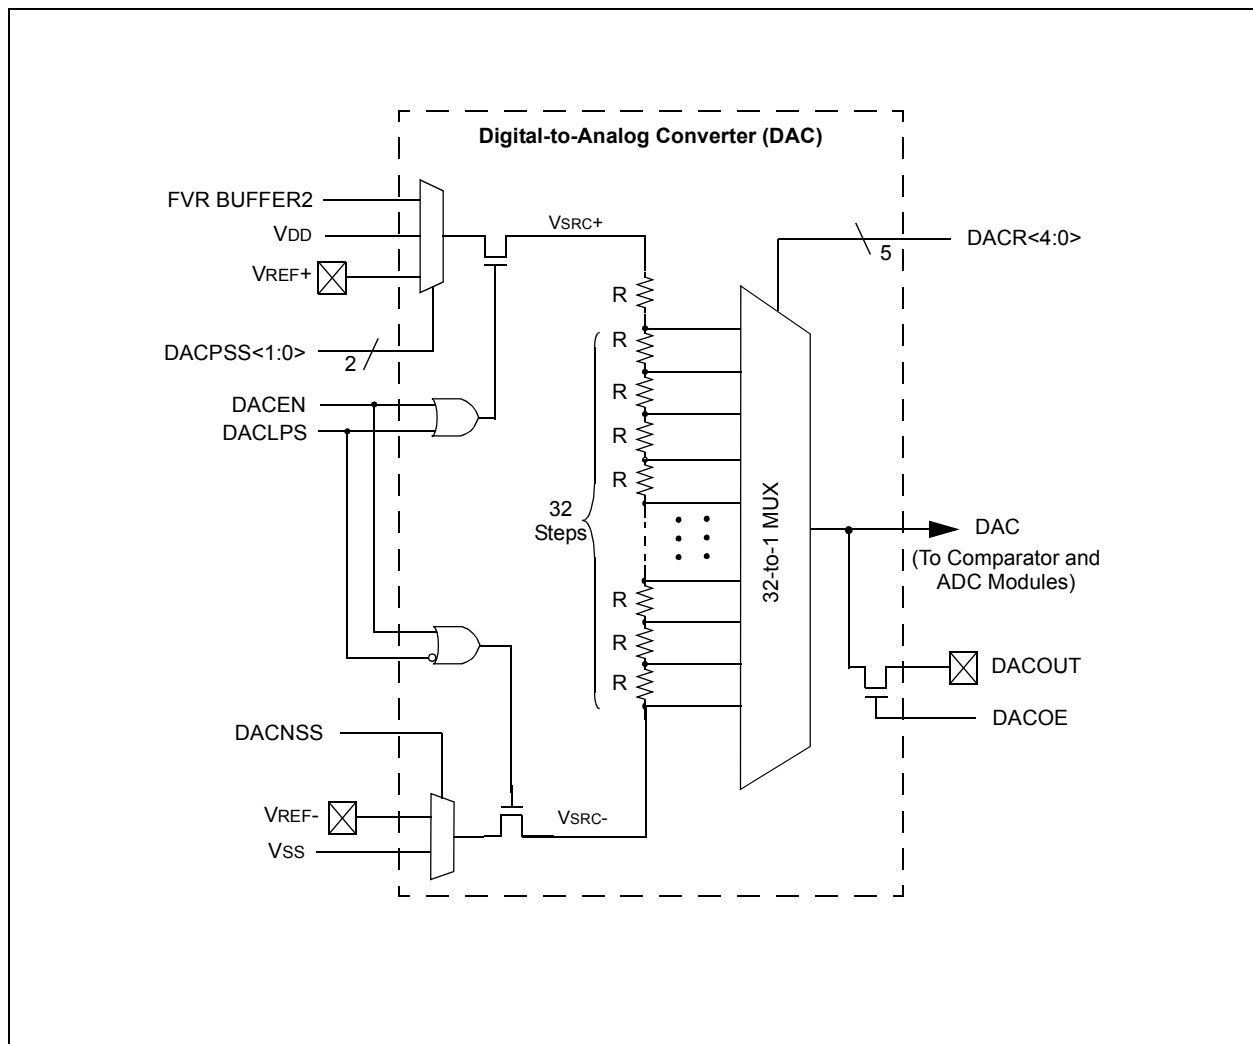 Digital-to-Analog Converter (DAC)
FVR BUFFER2
VDD
VREF+
DACPSS<1:0>
2
DACEN
DACLPS
VSRC+
R
R
R
R
R
32
Steps
R
R
R
32-to-1 MUX
5
DACR<4:0>
DAC
(To Comparator and
ADC Modules)
DACOUT
DACOE
DACNSS
VREF-
VSS
VSRC-